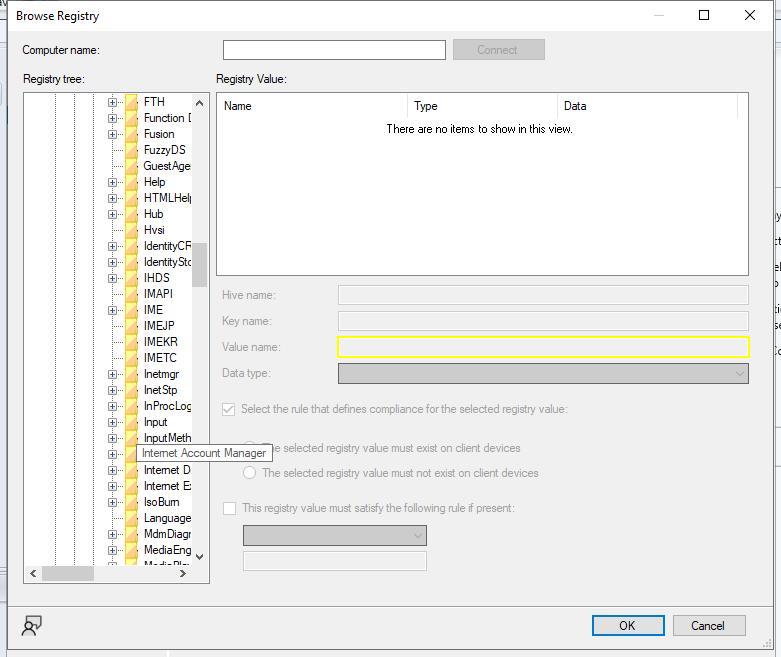 Browse Registry
Computer name:
Connect
Registry tree:
Registry Value:
Name Type Data
There are no items to show in this view.
FTH
Function D
Fusion
FuzzyDS
GuestAge
Help
HTMLHel
Hub
Hvsi
IdentityCR
IdentitySto
IHDS
IMAPI
IME
IMEJP
IMEKR
IMETC
Inetmgr
InetStp
InProcLog
Input
InputMeth
Internet Account Manager
Internet D
Internet Ex
IsoBurn
Language
MdmDiagr
MediaEng
MediaPla
Hive name:
Key name:
Value name:
Data type:
Select the rule that defines compliance for the selected registry value:
The selected registry value must exist on client devices
The selected registry value must not exist on client devices
This registry value must satisfy the following rule if present:
OK
Cancel